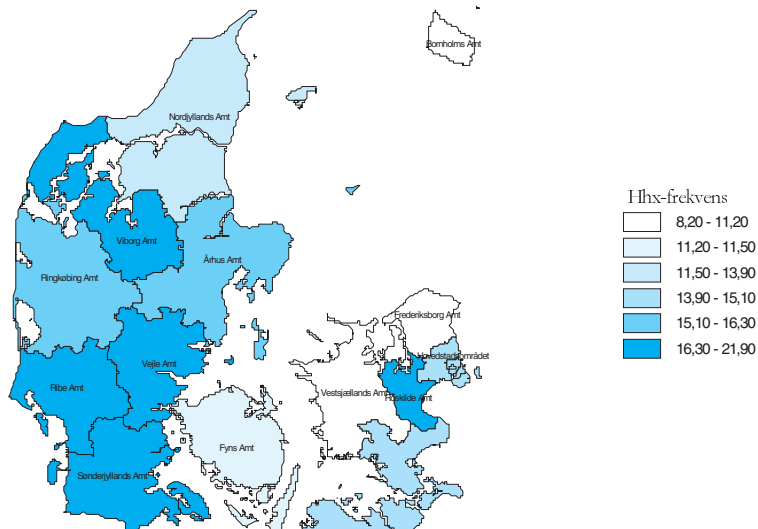 Bornholms Amt
Nordjyllands Amt
Hhx-frekvens
8,20 - 11,20
11,20 - 11,50
11,50 - 13,90
13,90 - 15,10
15,10 - 16,30
16,30 - 21,90
Viborg Amt
Århus Amt
Ringkøbing Amt
Frederiksborg Amt
Hovedstadsområdet
Vejle Amt
Ribe Amt
Vestsjællands Amt
Roskilde Amt
Fyns Amt
Sønderjyllands Amt